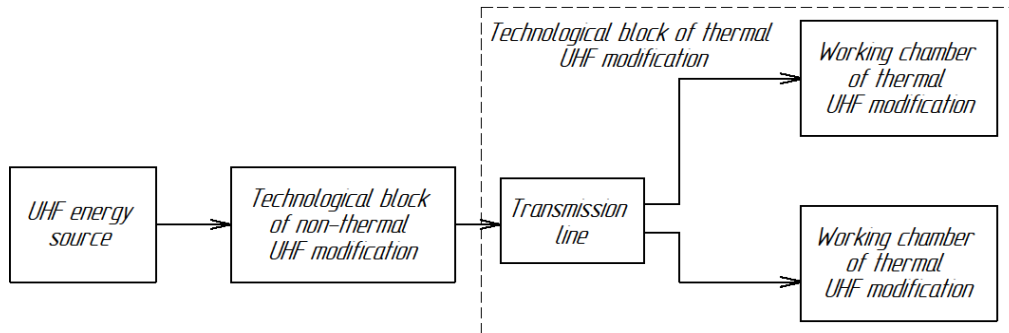 Technological block of thermal
UHF modification
Working chamber
of thermal
UHF modification
UHF energy
source
Technological block
of non-thermal
UHF modification
Transmission
line
Working chamber
of thermal
UHF modification